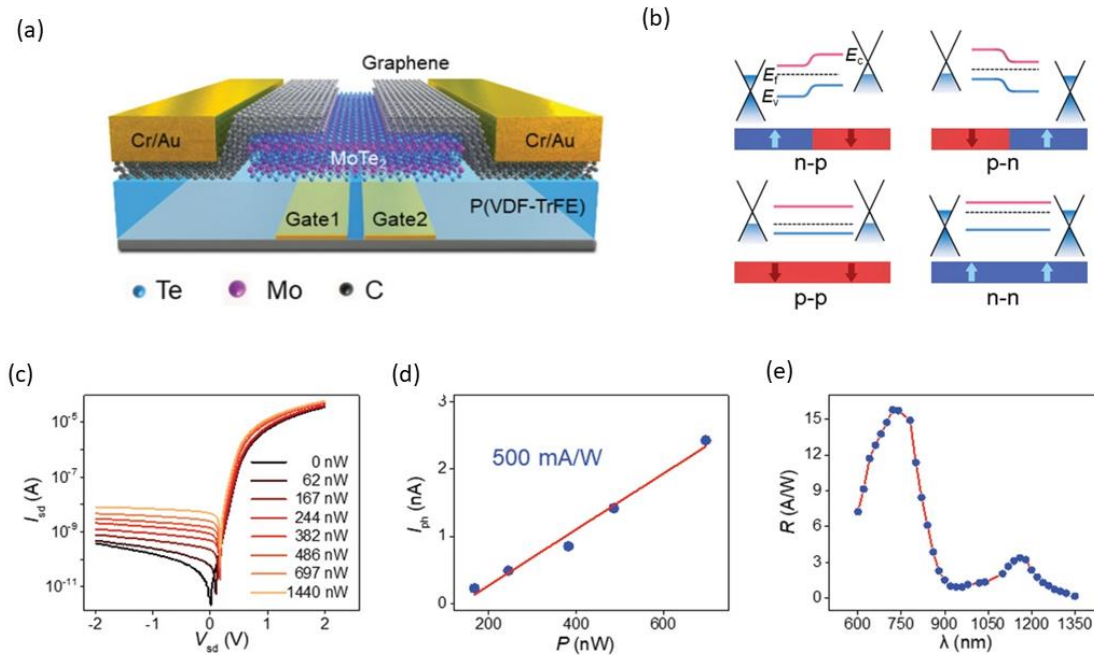 (a)
Graphene
Cr/Au
Cr/Au
MoTe2
Gate1
Gate2
P(VDF-TrFE)
Te
Mo
C
(b)
Ef
Ev
Ec
n-p
p-n
p-p
n-n
(c)
Isd (A)
10⁻⁵
10⁻⁷
10⁻⁹
10⁻¹¹
0 nW
62 nW
167 nW
244 nW
382 nW
486 nW
697 nW
1440 nW
-2 -1 0 1 2
Vsd (V)
(d)
Iph (nA)
3
2
1
0
500 mA/W
200 400 600
P (nW)
(e)
R (A/W)
15
12
9
6
3
0
600 750 900 1050 1200 1350
λ (nm)